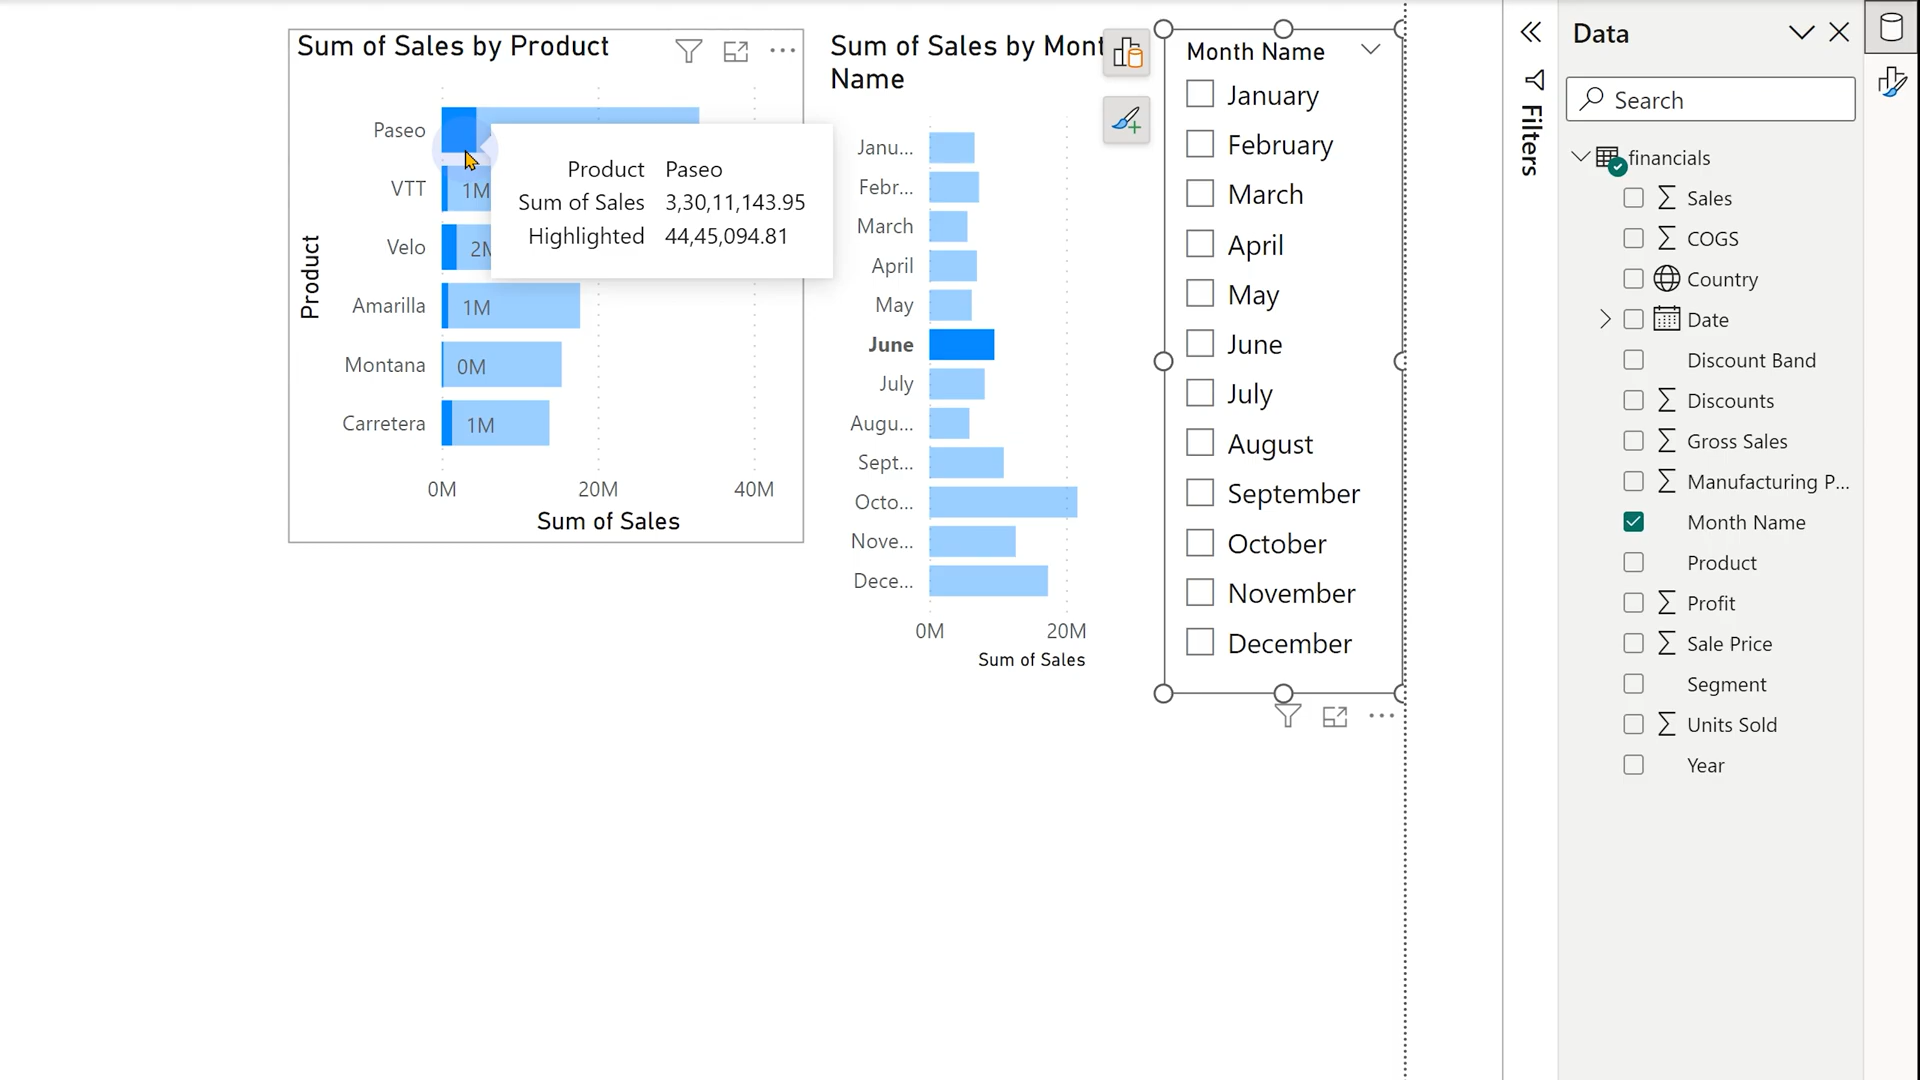 Sum of Sales by Product
Paseo
VTT
1M
Velo
Amarilla
1M
Montana
0M
Carretera
1M
0M
20M
40M
Product
Sum of Sales
Product Paseo
Sum of Sales 3,30,11,143.95
Highlighted 44,45,094.81
Sum of Sales by Mont
Name
Janu...
Febr...
March
April
May
June
July
Augu...
Sept...
Octo...
Nove...
Dece...
0M
20M
Sum of Sales
Month Name
January
February
March
April
May
June
July
August
September
October
November
December
Filters
Data
Search
financials
Sales
COGS
Country
Date
Discount Band
Discounts
Gross Sales
Manufacturing P...
Month Name
Product
Profit
Sale Price
Segment
Units Sold
Year